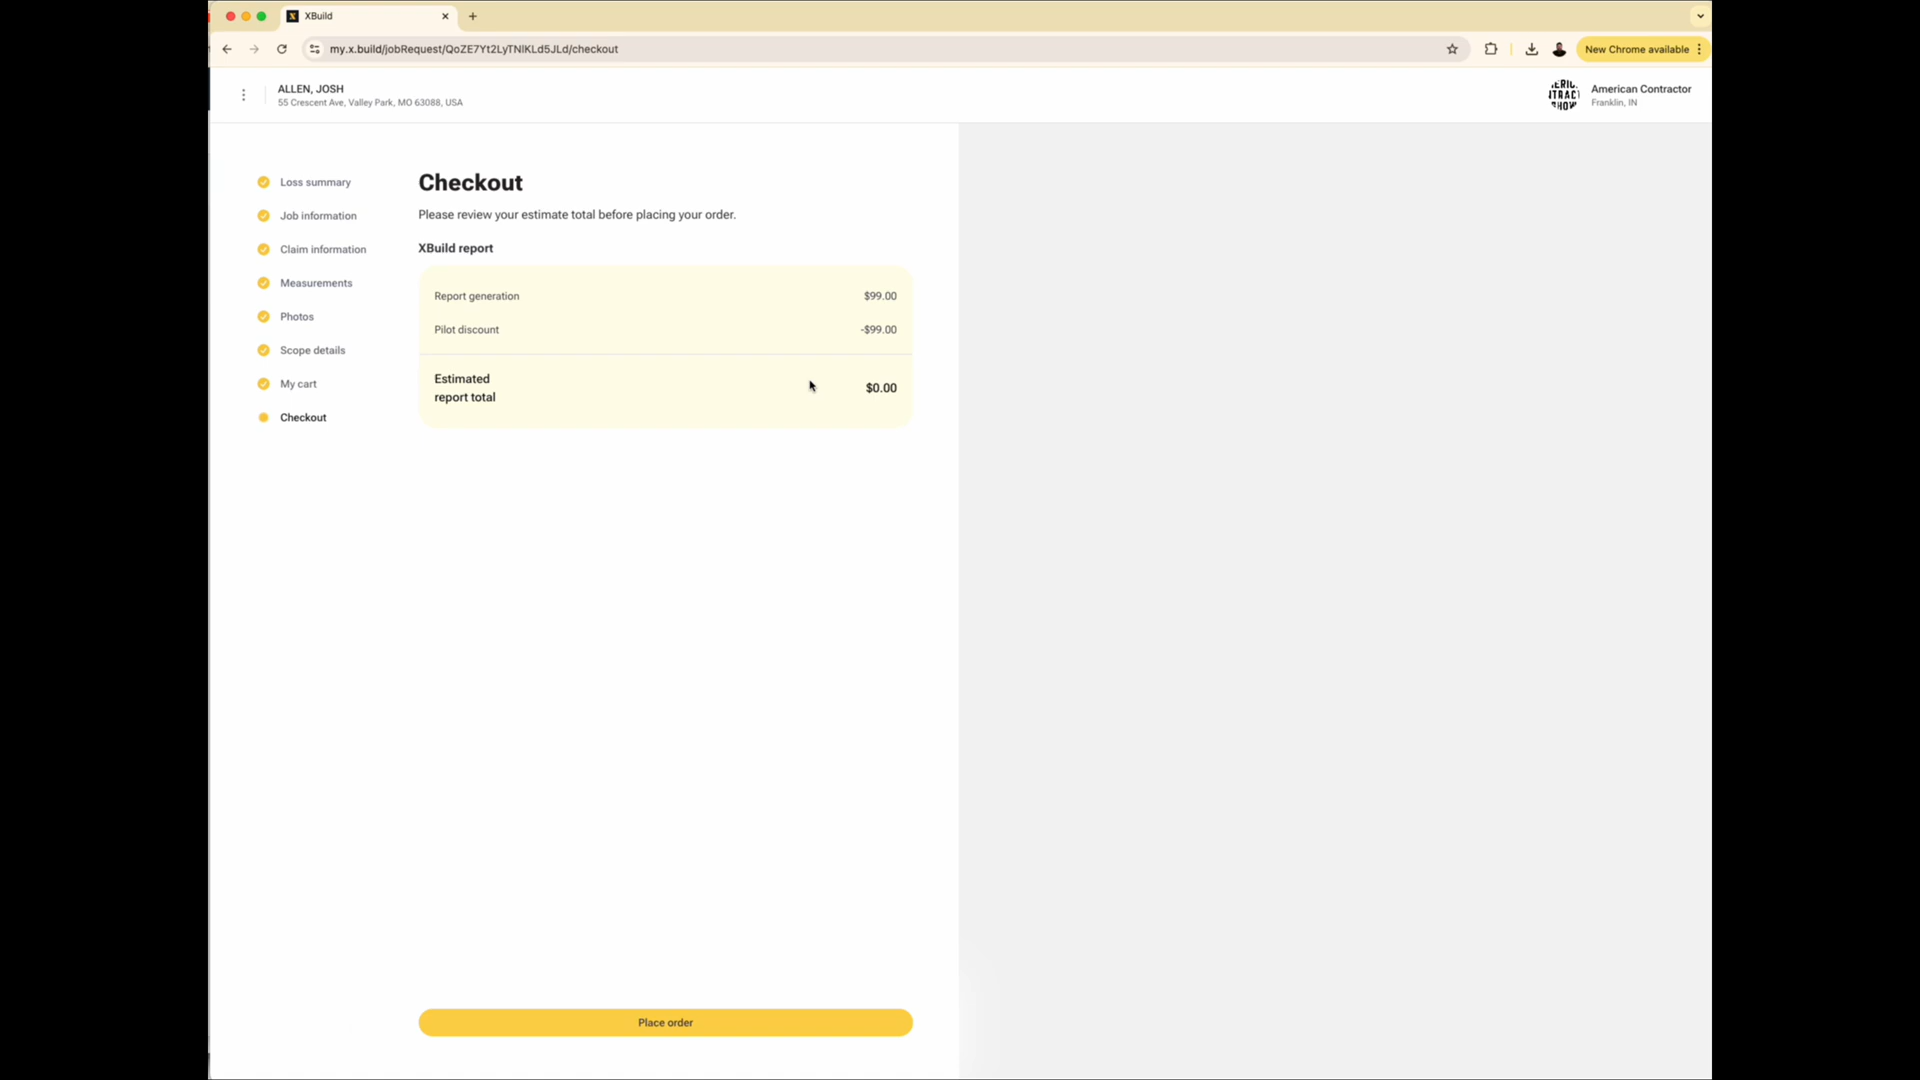 XBuild
my.x.build/jobRequest/QoZE7Yt2LyTNlKLd5JLd/checkout
New Chrome available
ALLEN, JOSH
55 Crescent Ave, Valley Park, MO 63088, USA
American Contractor
Franklin, IN
Loss summary
Job information
Claim information
Measurements
Photos
Scope details
My cart
Checkout
Checkout
Please review your estimate total before placing your order.
XBuild report
Report generation $99.00
Pilot discount -$99.00
Estimated
report total $0.00
Place order